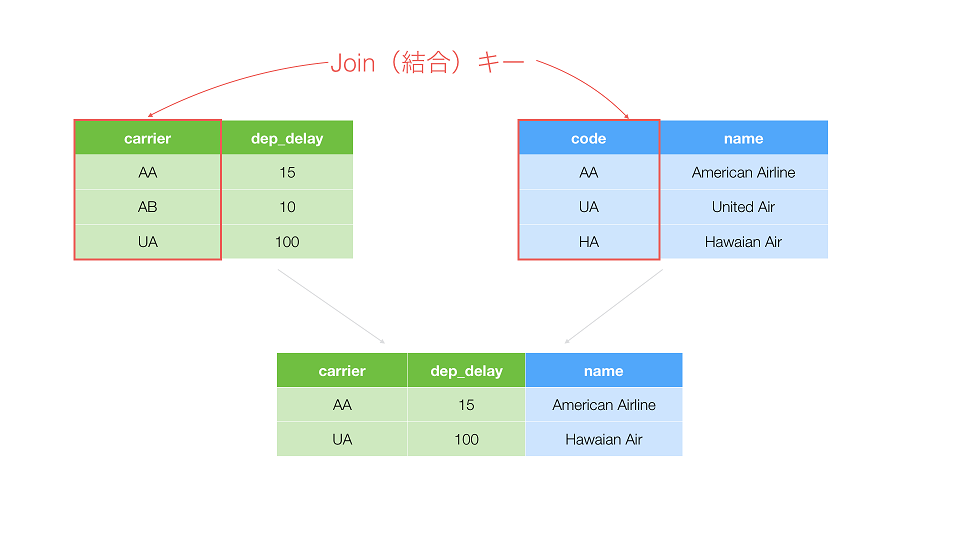 Join（結合）キー
carrier dep_delay
AA 15
AB 10
UA 100
code name
AA American Airline
UA United Air
HA Hawaian Air
carrier dep_delay name
AA 15 American Airline
UA 100 Hawaian Air